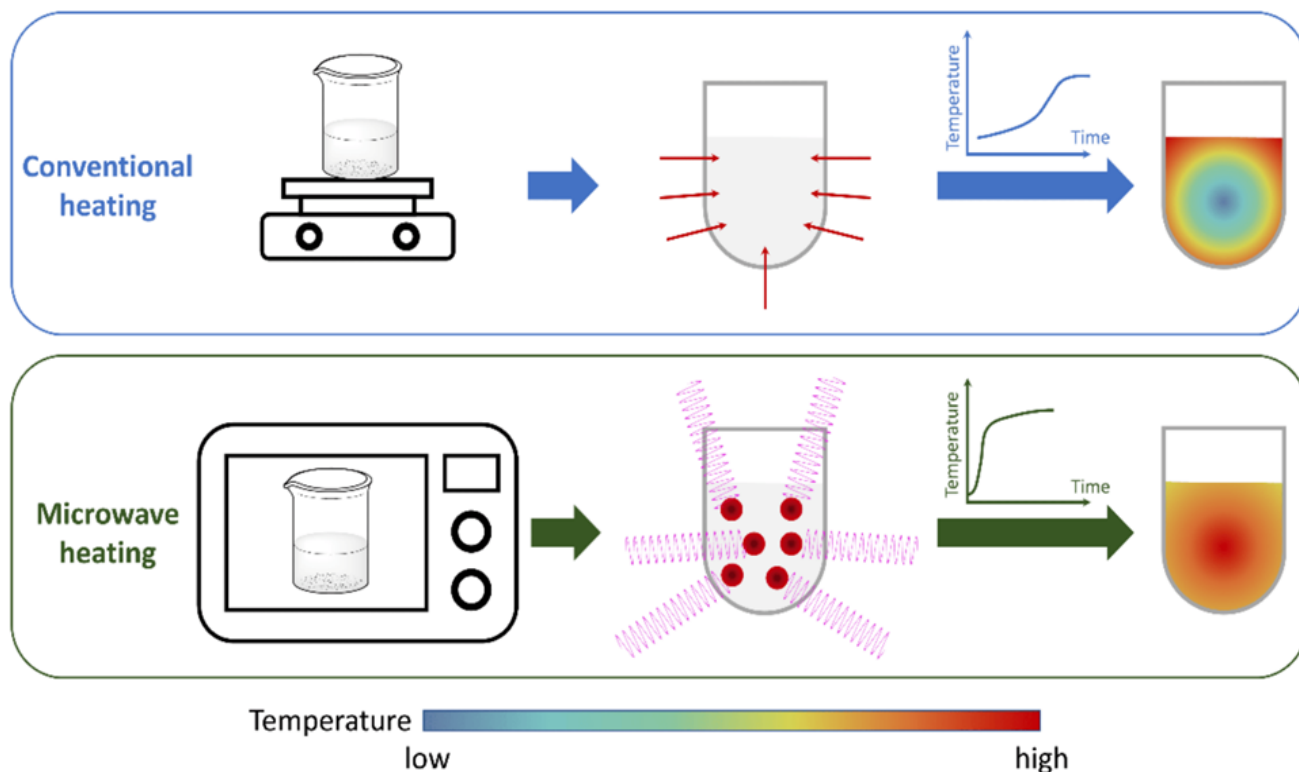 Temperature
Time
Conventional
heating
Temperature
Time
Microwave
heating
Temperature
low
high